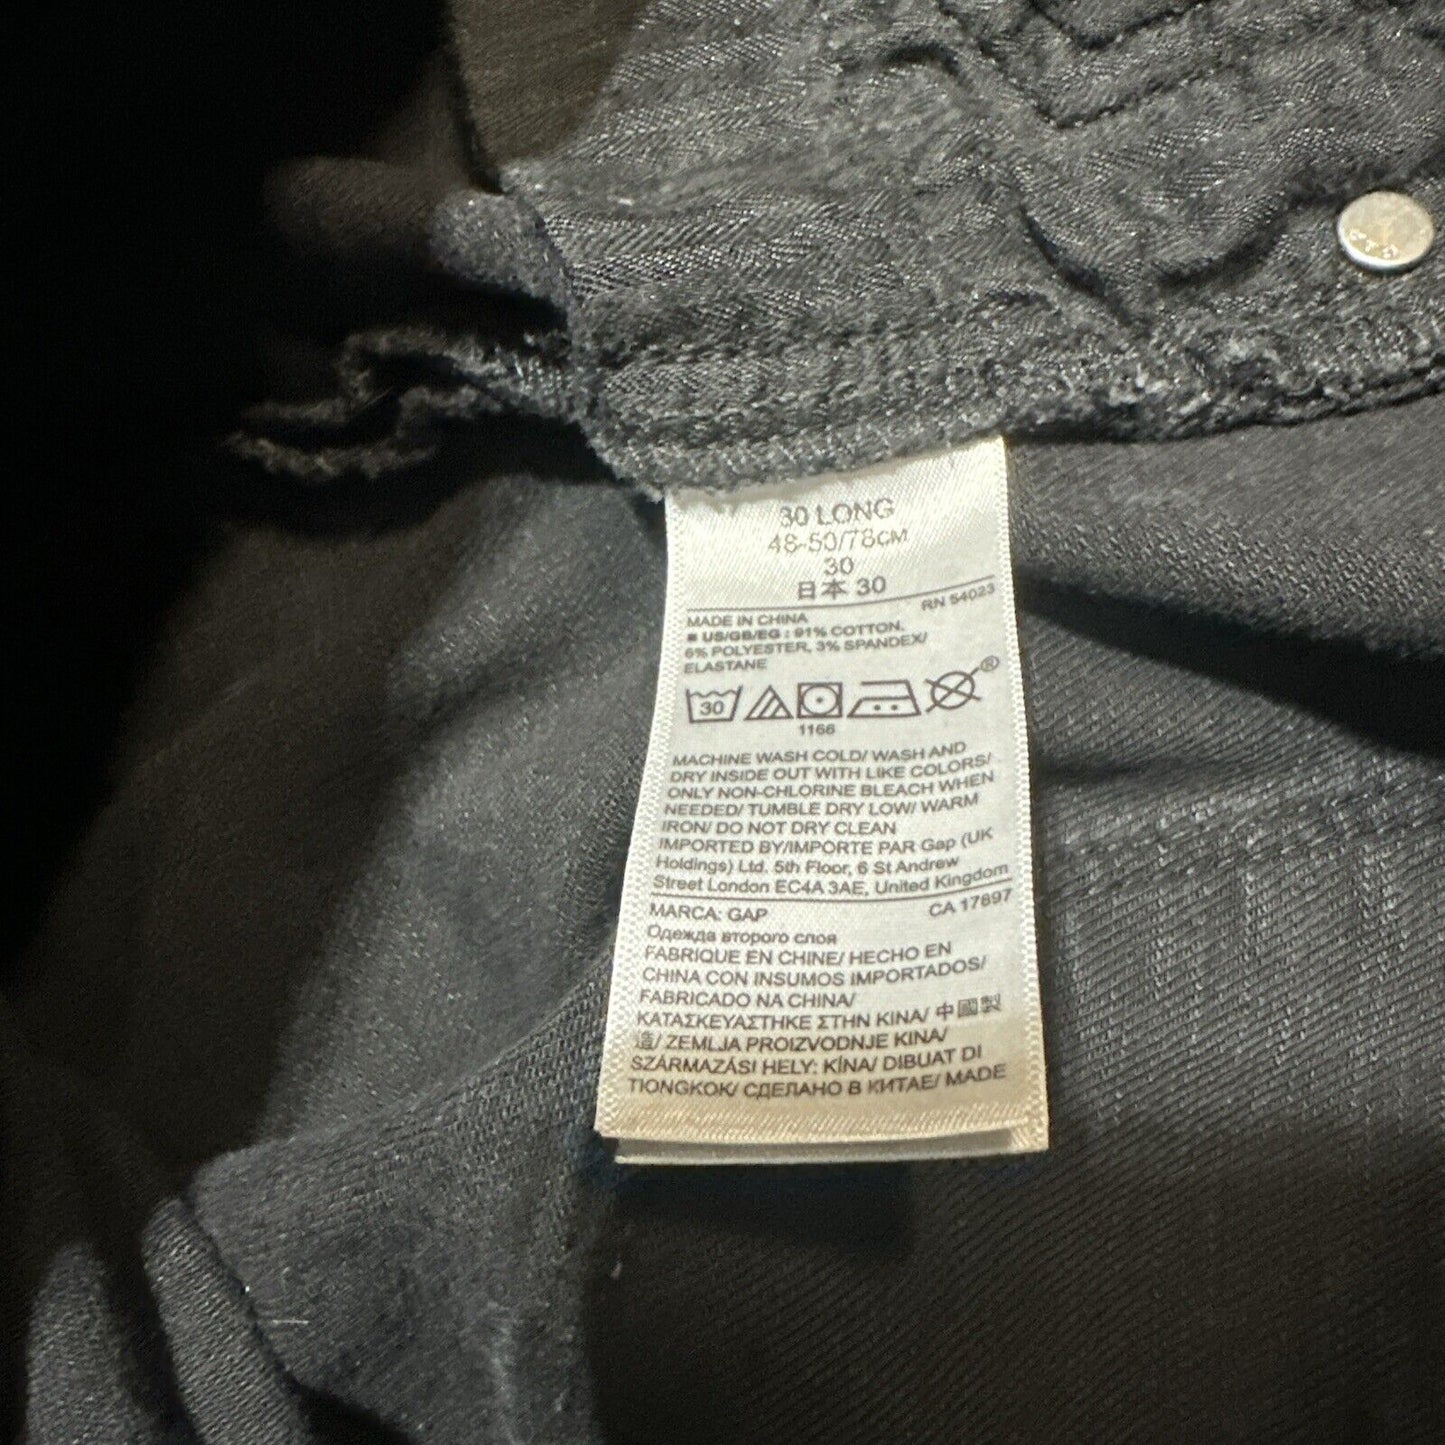 30 LONG
48-50/78CM
30
日本 30
RN 54023
MADE IN CHINA
■ US/GB/EG : 91% COTTON,
6% POLYESTER, 3% SPANDEX/
ELASTANE
30
1166
MACHINE WASH COLD/ WASH AND
DRY INSIDE OUT WITH LIKE COLORS/
ONLY NON-CHLORINE BLEACH WHEN
NEEDED/ TUMBLE DRY LOW/ WARM
IRON/ DO NOT DRY CLEAN
IMPORTED BY/IMPORTE PAR Gap (UK
Holdings) Ltd. 5th Floor, 6 St Andrew
Street London EC4A 3AE, United Kingdom
CA 17897
MARCA: GAP
Одежда второго слоя
FABRIQUE EN CHINE/ HECHO EN
CHINA CON INSUMOS IMPORTADOS/
FABRICADO NA CHINA/
ΚΑΤΑΣΚΕΥΑΣΤΗΚΕ ΣΤΗΝ ΚΙΝΑ/ 中國製
造/ ZEMLJA PROIZVODNJE KINA/
SZÁRMAZÁSI HELY: KÍNA/ DIBUAT DI
TIONGKOK/ СДЕЛАНО В КИТАЕ/ MADE